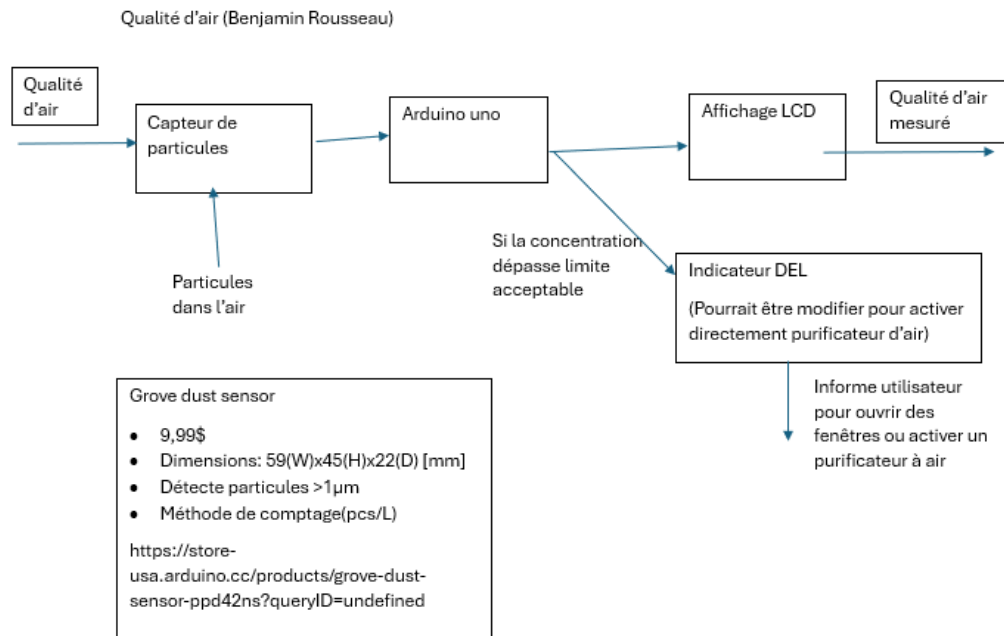 Qualité d'air (Benjamin Rousseau)
Qualité
d'air
Capteur de
particules
Arduino uno
Affichage LCD
Qualité d'air
mesuré
Particules
dans l'air
Si la concentration
dépasse limite
acceptable
Indicateur DEL
(Pourrait être modifier pour activer
directement purificateur d'air)
Informe utilisateur
pour ouvrir des
fenêtres ou activer un
purificateur à air
Grove dust sensor
• 9,99$
• Dimensions: 59(W)x45(H)x22(D) [mm]
• Détecte particules >1µm
• Méthode de comptage(pcs/L)
https://store-
usa.arduino.cc/products/grove-dust-
sensor-ppd42ns?queryID=undefined